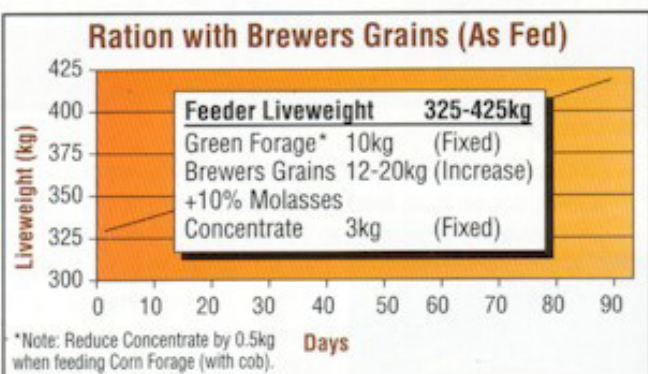 Ration with Brewers Grains (As Fed)
425
400
375
350
325
300
Liveweight (kg)
Feeder Liveweight 325-425kg
Green Forage* 10kg (Fixed)
Brewers Grains 12-20kg (Increase)
+10% Molasses
Concentrate 3kg (Fixed)
0 10 20 30 40 50 60 70 80 90
Days
*Note: Reduce Concentrate by 0.5kg
when feeding Corn Forage (with cob).